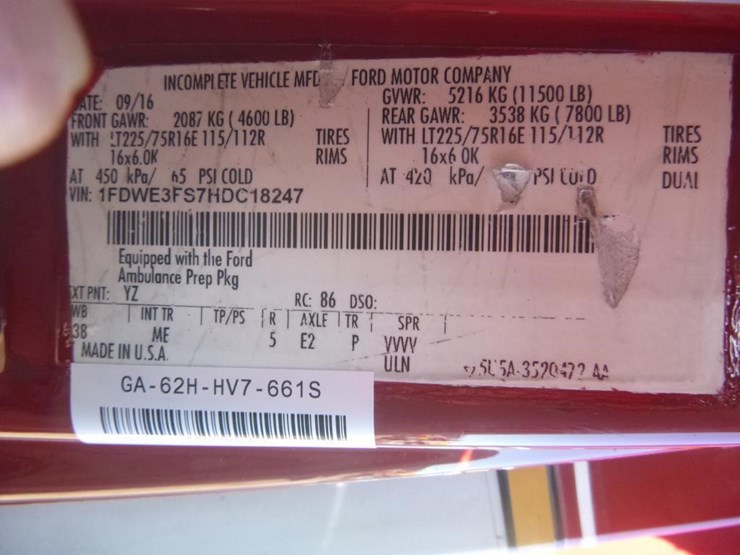 INCOMPLETE VEHICLE MFD FORD MOTOR COMPANY
DATE: 09/16 GVWR: 5216 KG (11500 LB)
FRONT GAWR: 2087 KG ( 4600 LB) REAR GAWR: 3538 KG ( 7800 LB)
WITH LT225/75R16E 115/112R TIRES WITH LT225/75R16E 115/112R TIRES
16x6.0K RIMS 16x6.0K RIMS
AT 450 kPa/ 65 PSI COLD AT 420 kPa/ PSI COLD DUAL
VIN: 1FDWE3FS7HDC18247
Equipped with the Ford
Ambulance Prep Pkg
EXT PNT: YZ RC: 86 DSO:
WB INT TR TP/PS R AXLE TR SPR
38 ME 5 E2 P VVVV
MADE IN U.S.A. ULN
GA-62H-HV7-661S